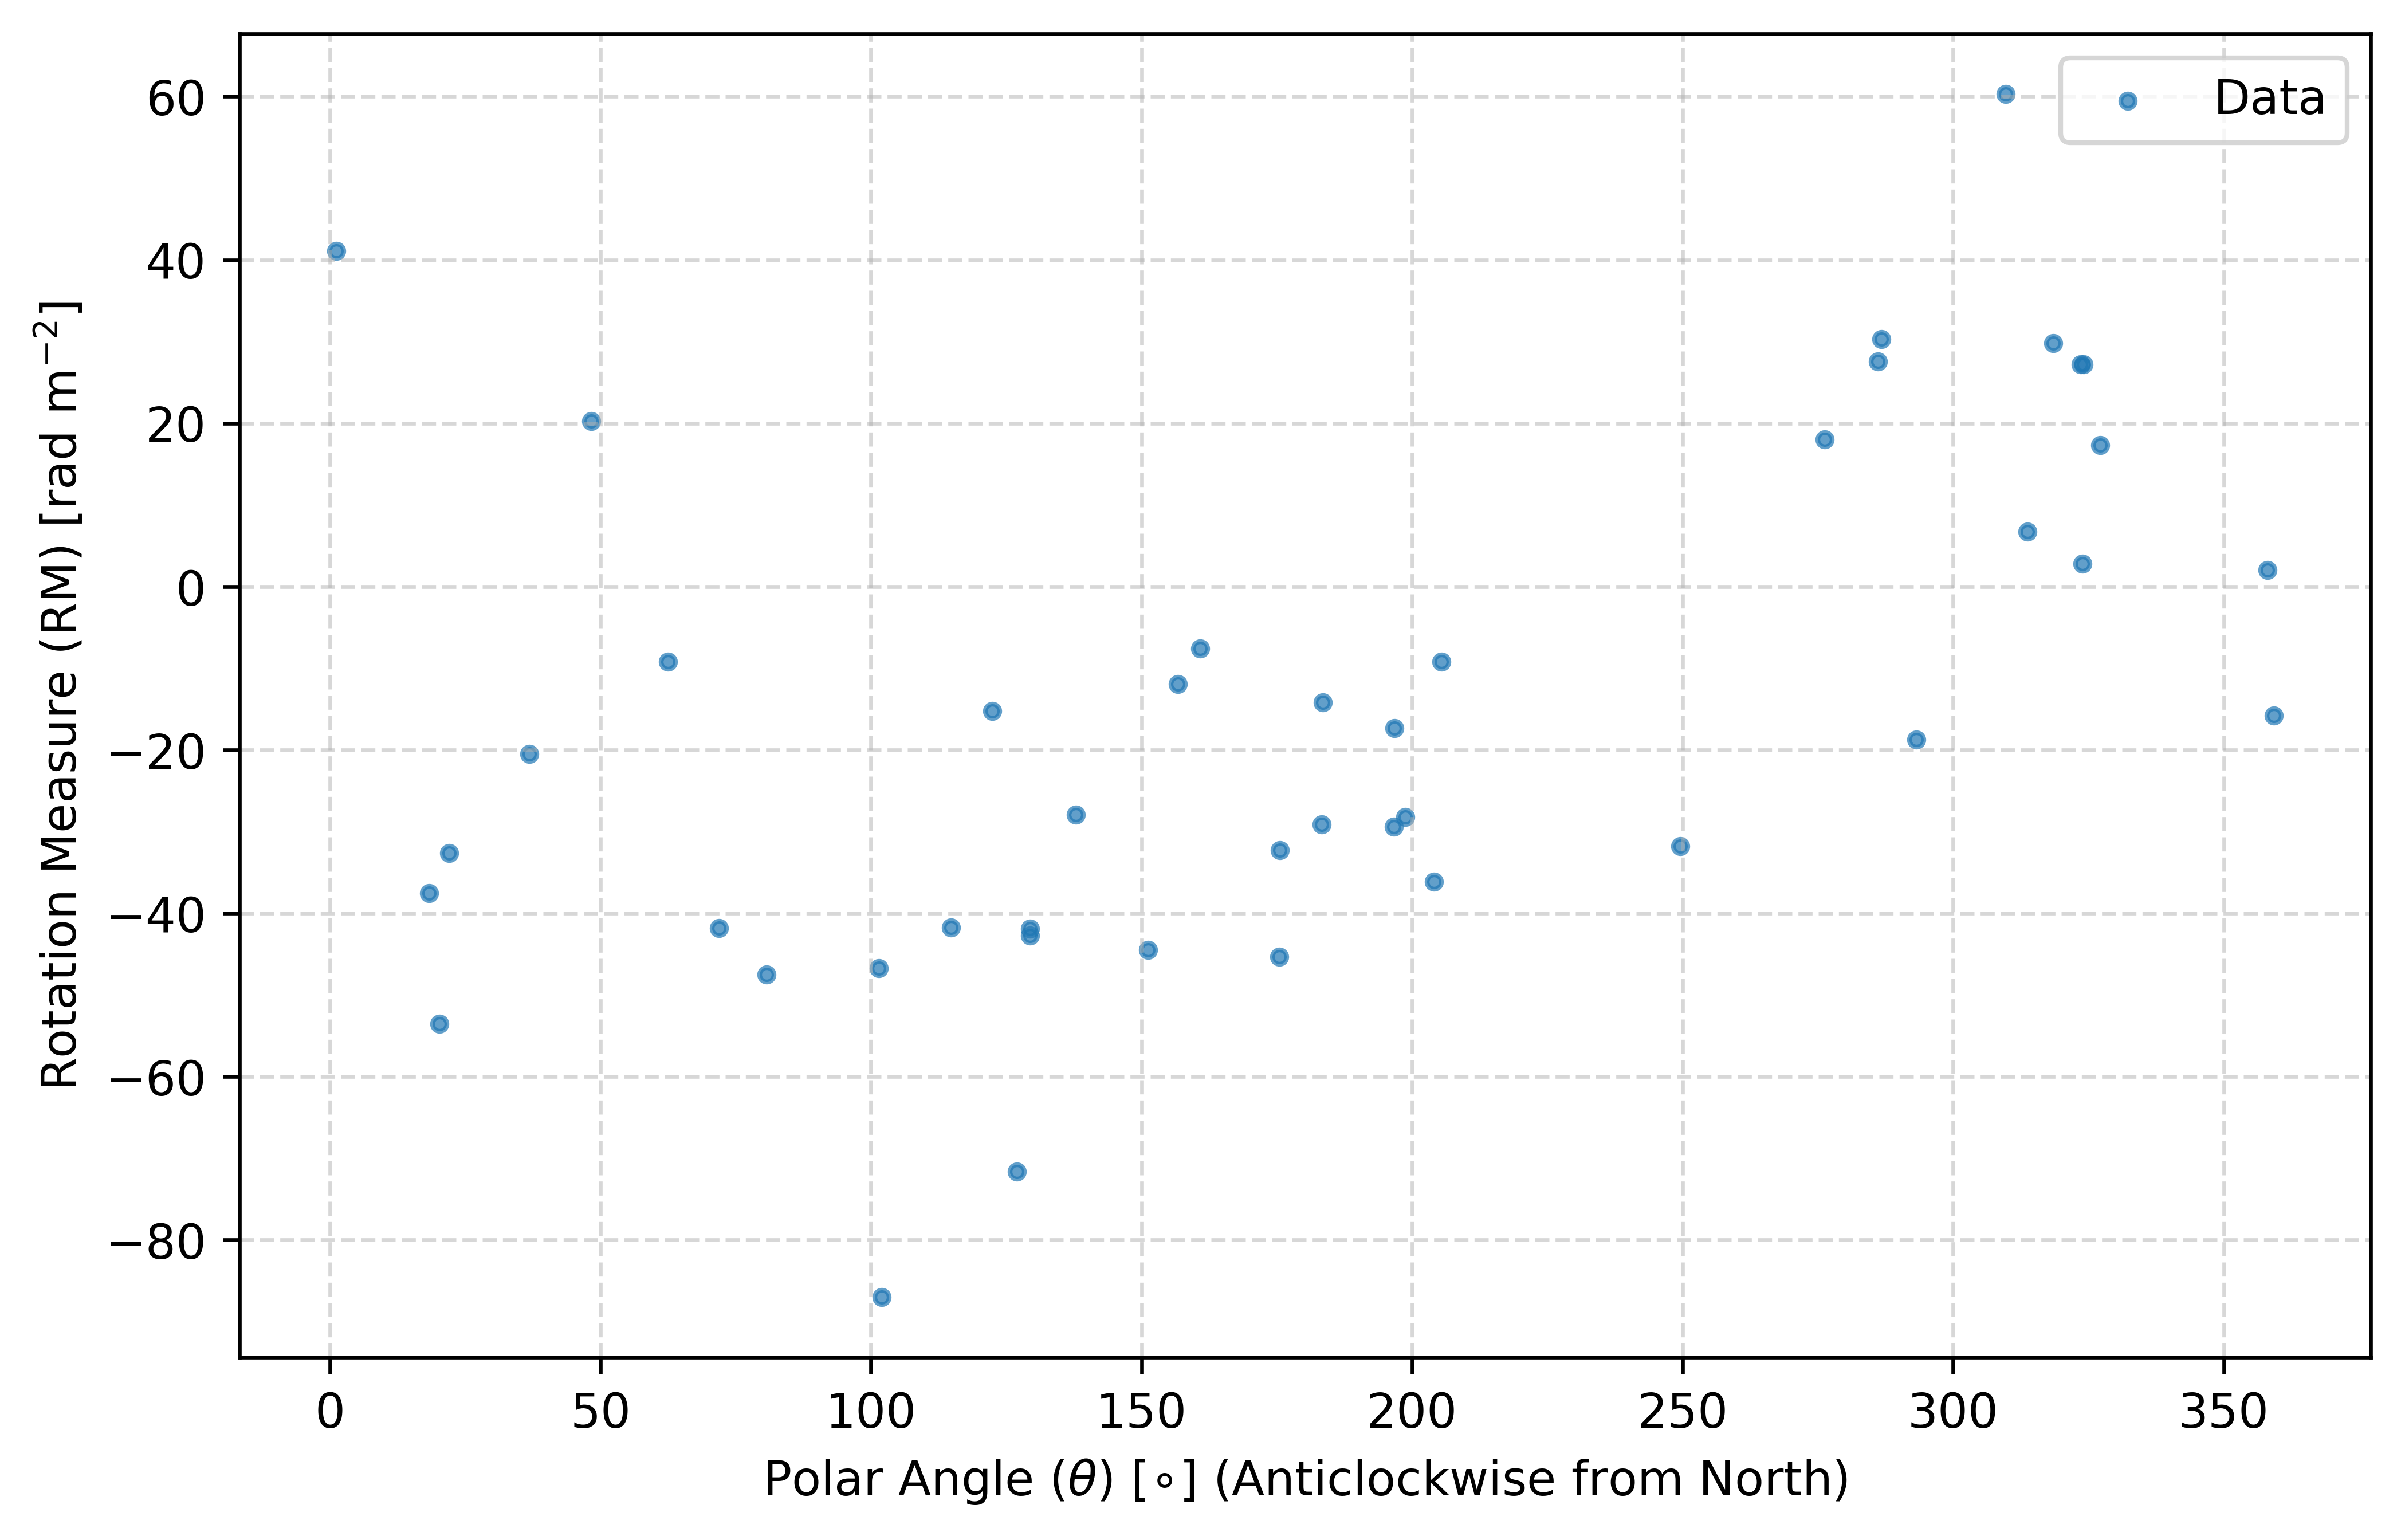 Data
Rotation Measure (RM) [rad m⁻²]
60
40
20
0
−20
−40
−60
−80
0 50 100 150 200 250 300 350
Polar Angle (θ) [∘] (Anticlockwise from North)